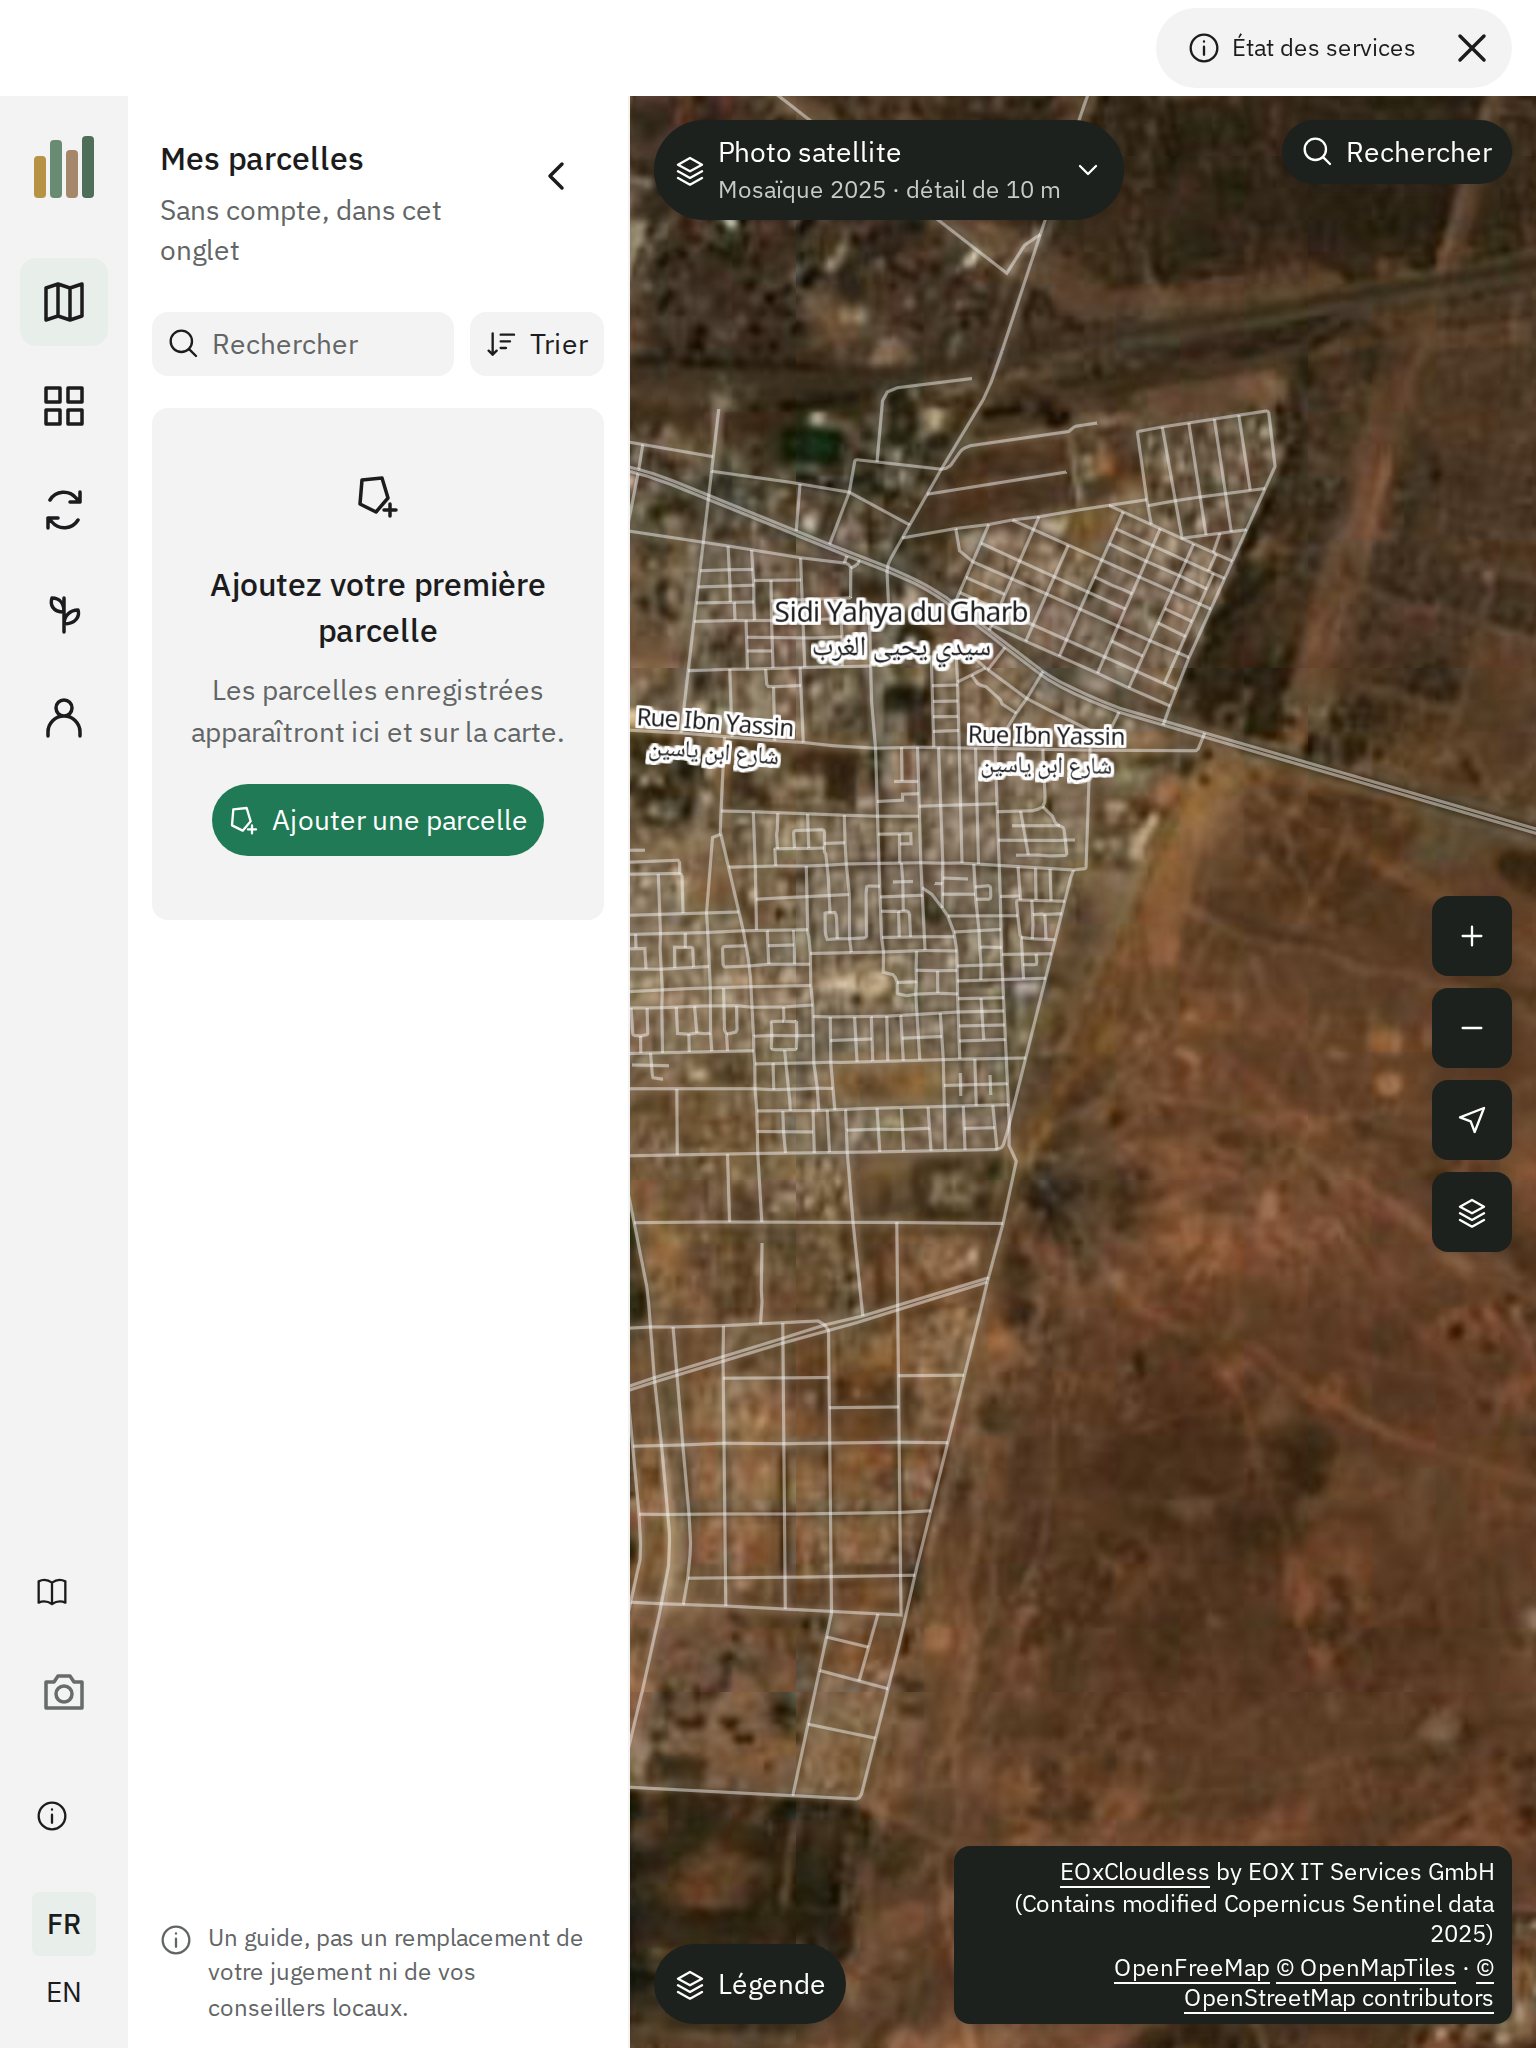 État des services
Mes parcelles
Sans compte, dans cet
onglet
Rechercher
Trier
Ajoutez votre première
parcelle
Les parcelles enregistrées
apparaîtront ici et sur la carte.
Ajouter une parcelle
FR
EN
Un guide, pas un remplacement de
votre jugement ni de vos
conseillers locaux.
Photo satellite
Mosaïque 2025 · détail de 10 m
Rechercher
Sidi Yahya du Gharb
سيدي يحيى الغرب
Rue Ibn Yassin
شارع ابن ياسين
Rue Ibn Yassin
شارع ابن ياسين
Légende
EOxCloudless by EOX IT Services GmbH
(Contains modified Copernicus Sentinel data
2025)
OpenFreeMap © OpenMapTiles · ©
OpenStreetMap contributors